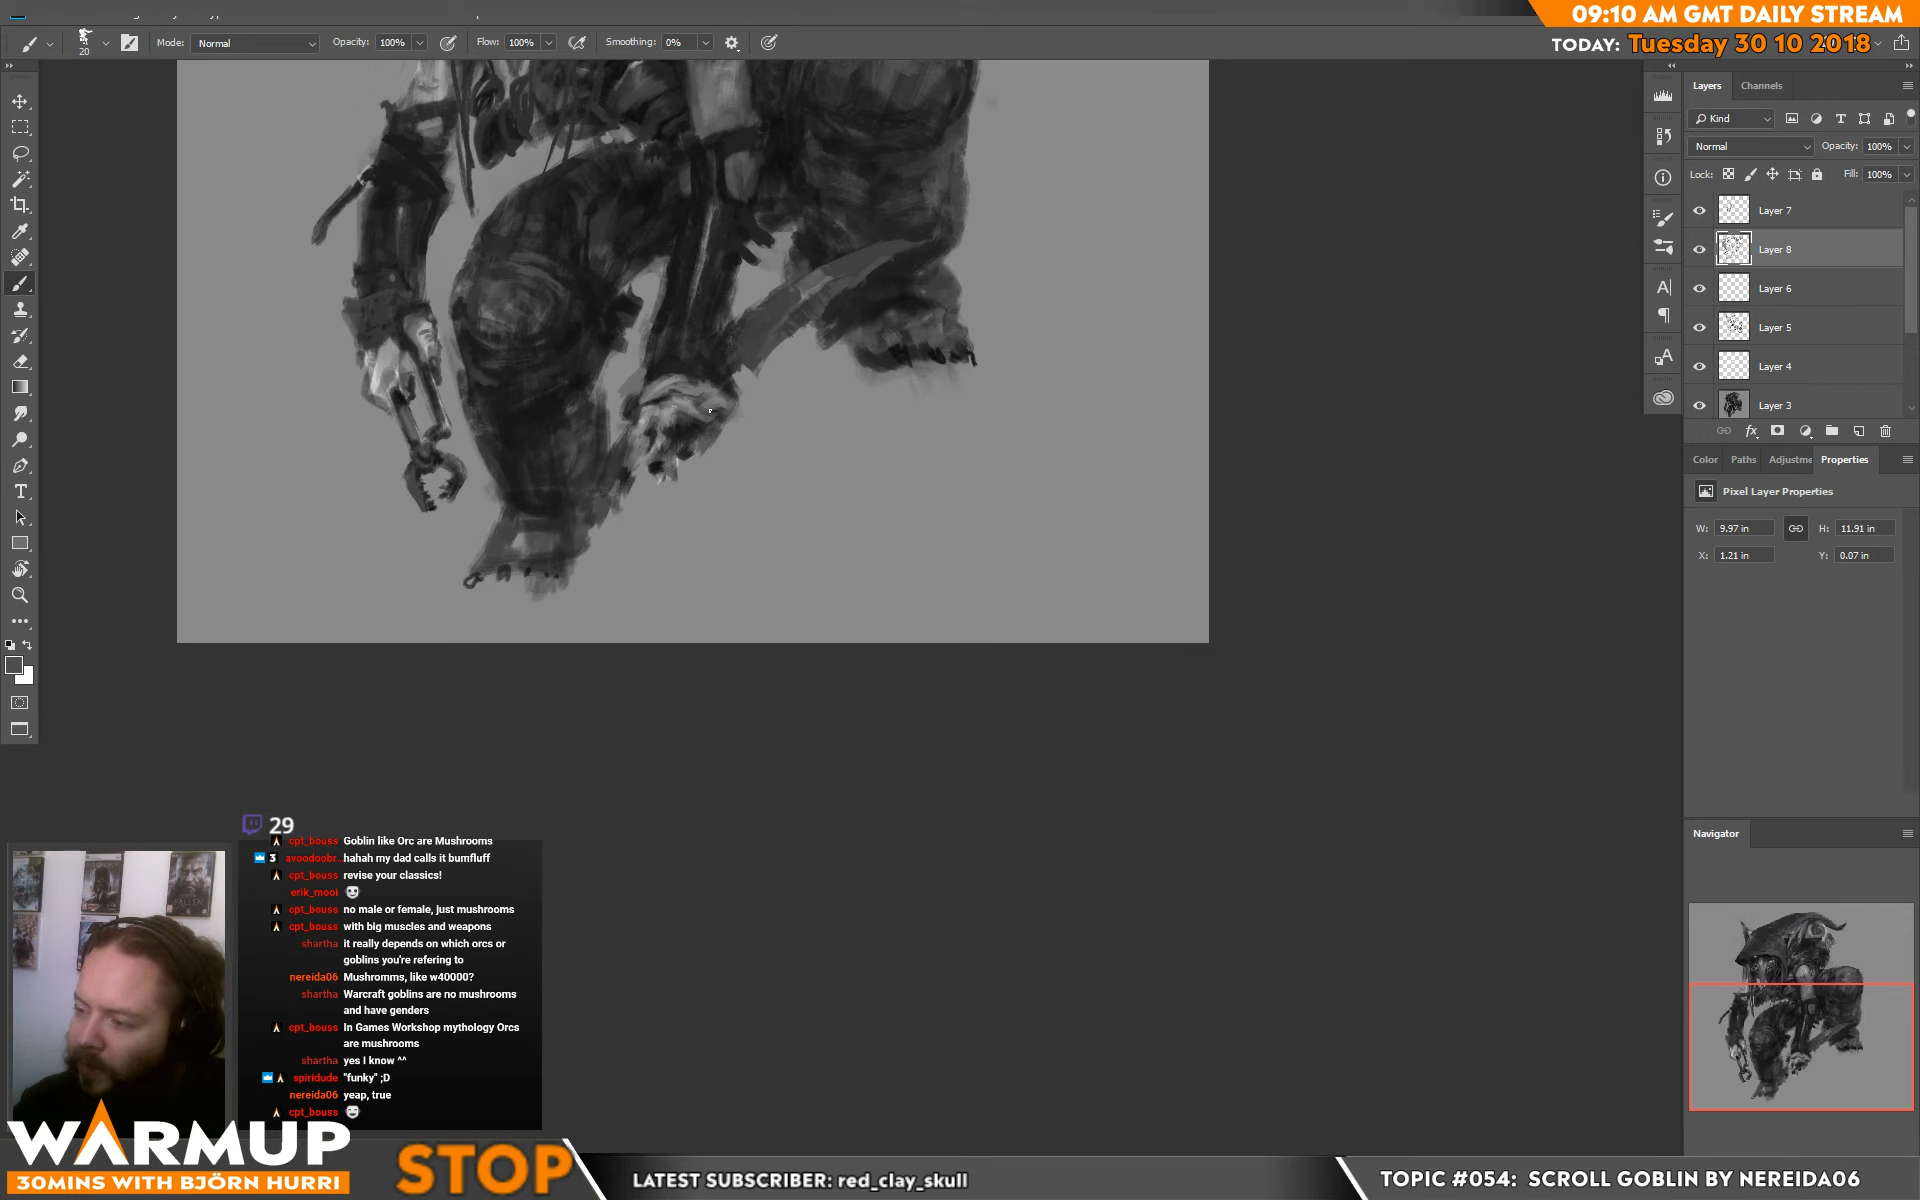 09:10 AM GMT DAILY STREAM
TODAY: Tuesday 30 10 2018
20
Mode: Normal
Opacity: 100%
Flow: 100%
Smoothing: 0%
Layers
Channels
Kind
Normal
Opacity: 100%
Lock:
Fill: 100%
Layer 7
Layer 8
Layer 6
Layer 5
Layer 4
Layer 3
Color
Paths
Adjustme
Properties
Pixel Layer Properties
W: 9.97 in
H: 11.91 in
X: 1.21 in
Y: 0.07 in
Navigator
29
cpt_bouss Goblin like Orc are Mushrooms
3 avoodoobr... hahah my dad calls it bumfluff
cpt_bouss revise your classics!
erik_mooi
cpt_bouss no male or female, just mushrooms
cpt_bouss with big muscles and weapons
shartha it really depends on which orcs or
goblins you're refering to
nereida06 Mushromms, like w40000?
shartha Warcraft goblins are no mushrooms
and have genders
cpt_bouss In Games Workshop mythology Orcs
are mushrooms
shartha yes I know ^^
spiridude "funky" ;D
nereida06 yeap, true
cpt_bouss
FALLEN
WARMUP
30MINS WITH BJÖRN HURRI
STOP
LATEST SUBSCRIBER: red_clay_skull
TOPIC #054: SCROLL GOBLIN BY NEREIDA06